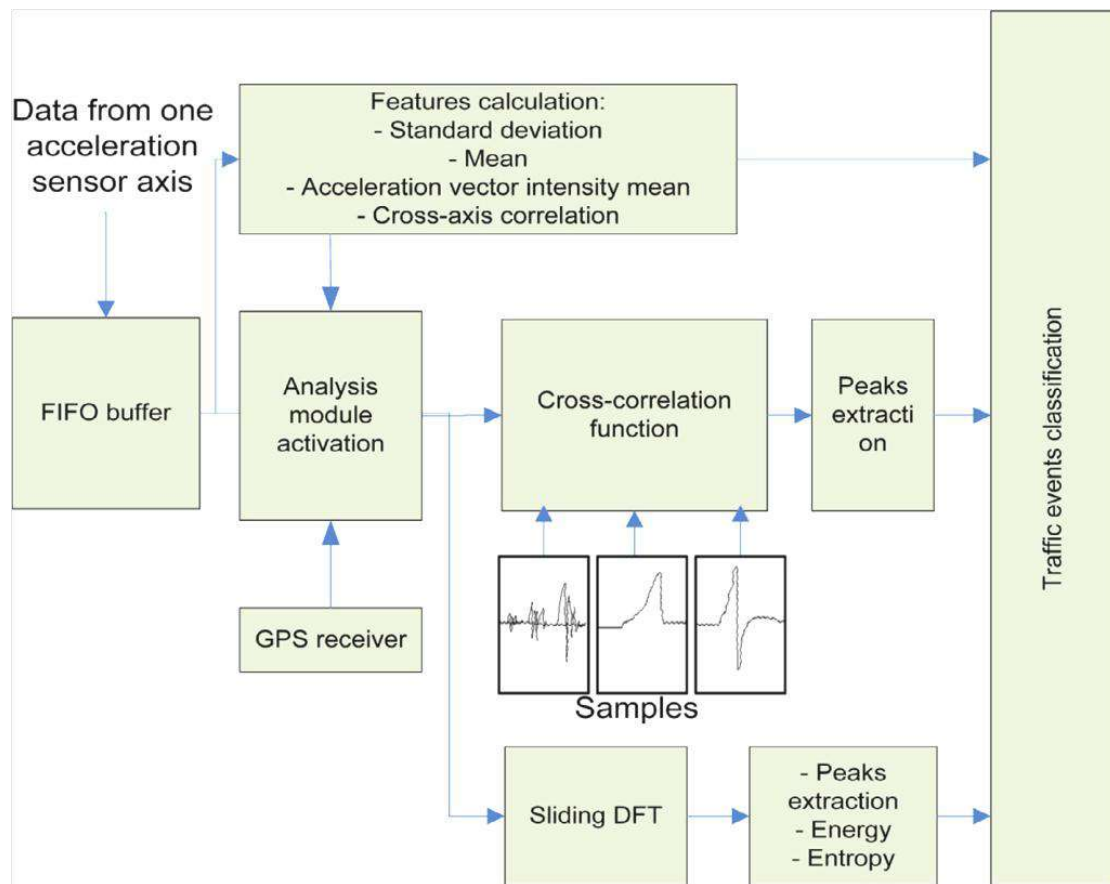 Data from one
acceleration
sensor axis
Features calculation:
- Standard deviation
- Mean
- Acceleration vector intensity mean
- Cross-axis correlation
FIFO buffer
Analysis
module
activation
Cross-correlation
function
Peaks
extracti
on
GPS receiver
Samples
Sliding DFT
- Peaks
extraction
- Energy
- Entropy
Traffic events classification